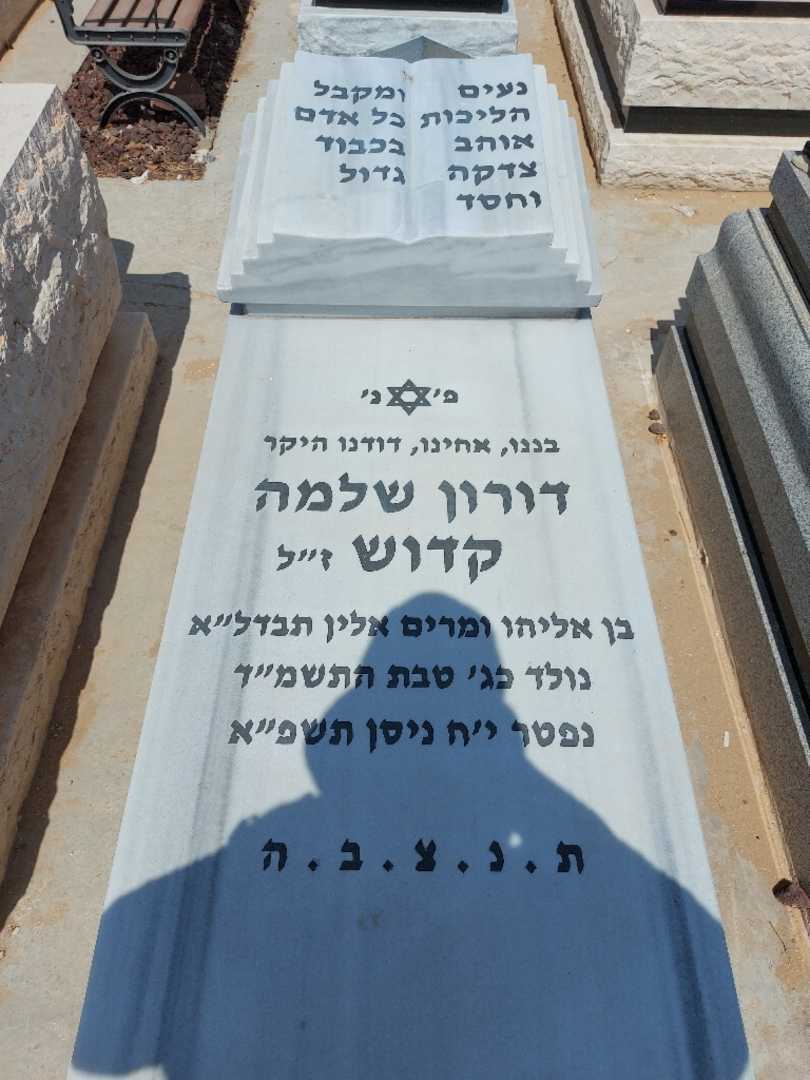 נעים
הליכות
אוהב
צדקה
וחסד
ומקבל
כל אדם
בכבוד
גדול
פ׳ נ׳
בננו, אחינו, דודנו היקר
דורון שלמה
קדוש ז״ל
בן אליהו ומרים אלין תבדל״א
נולד כג׳ טבת התשמ״ד
נפטר י׳ח ניסן תשפ״א
ת . נ . צ . ב . ה